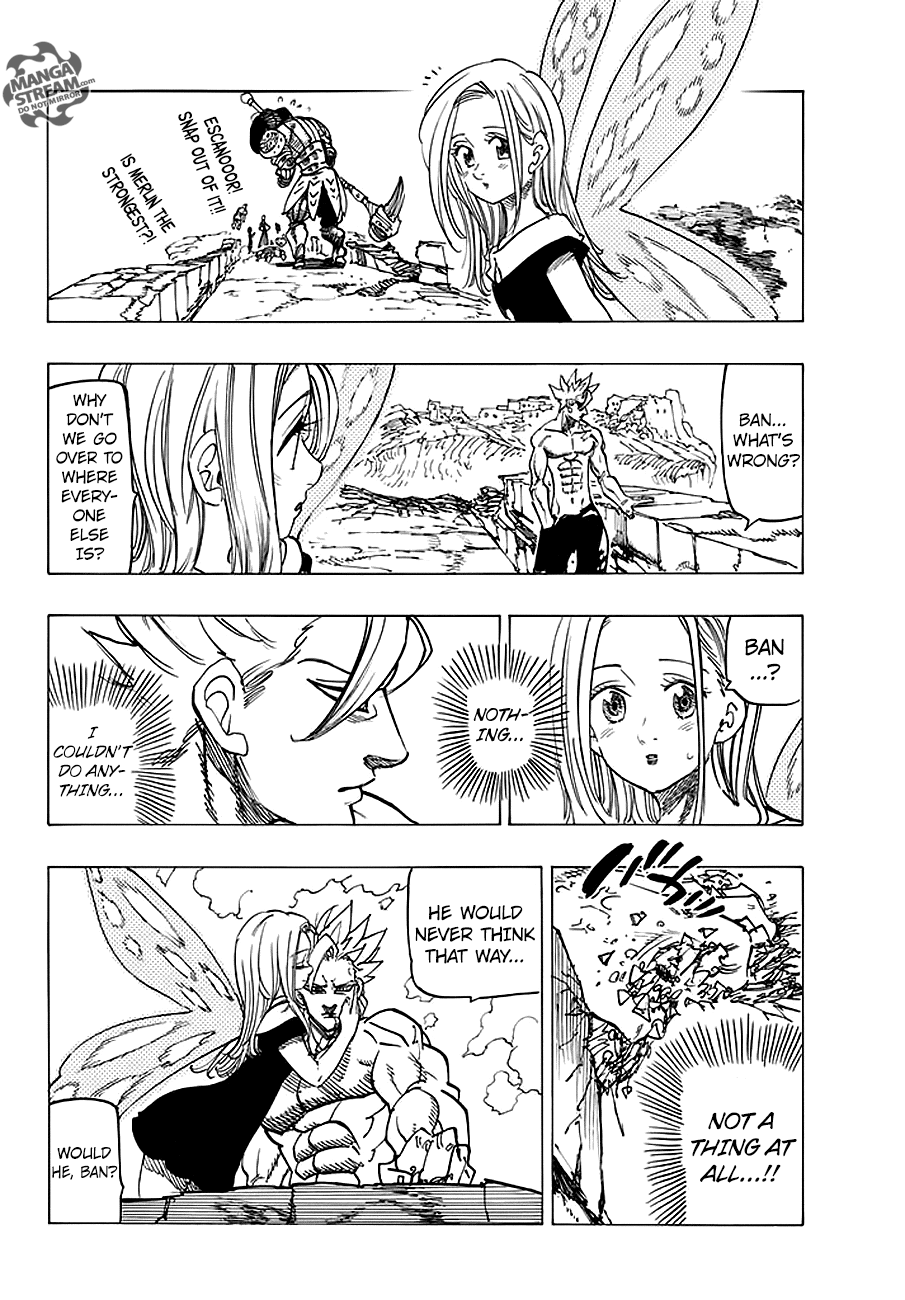 MANGA
STREAM.com
DO NOT MIRROR
ESCANOOOR!
SNAP OUT OF IT!!
IS MERLIN THE
STRONGEST?!
BAN...
WHAT'S
WRONG?
WHY
DON'T
WE GO
OVER TO
WHERE
EVERY-
ONE
ELSE
IS?
BAN
...?
NOTH-
ING...
I
COULDN'T
DO ANY-
THING...
NOT A
THING AT
ALL...!!
HE WOULD
NEVER THINK
THAT WAY...
WOULD
HE, BAN?